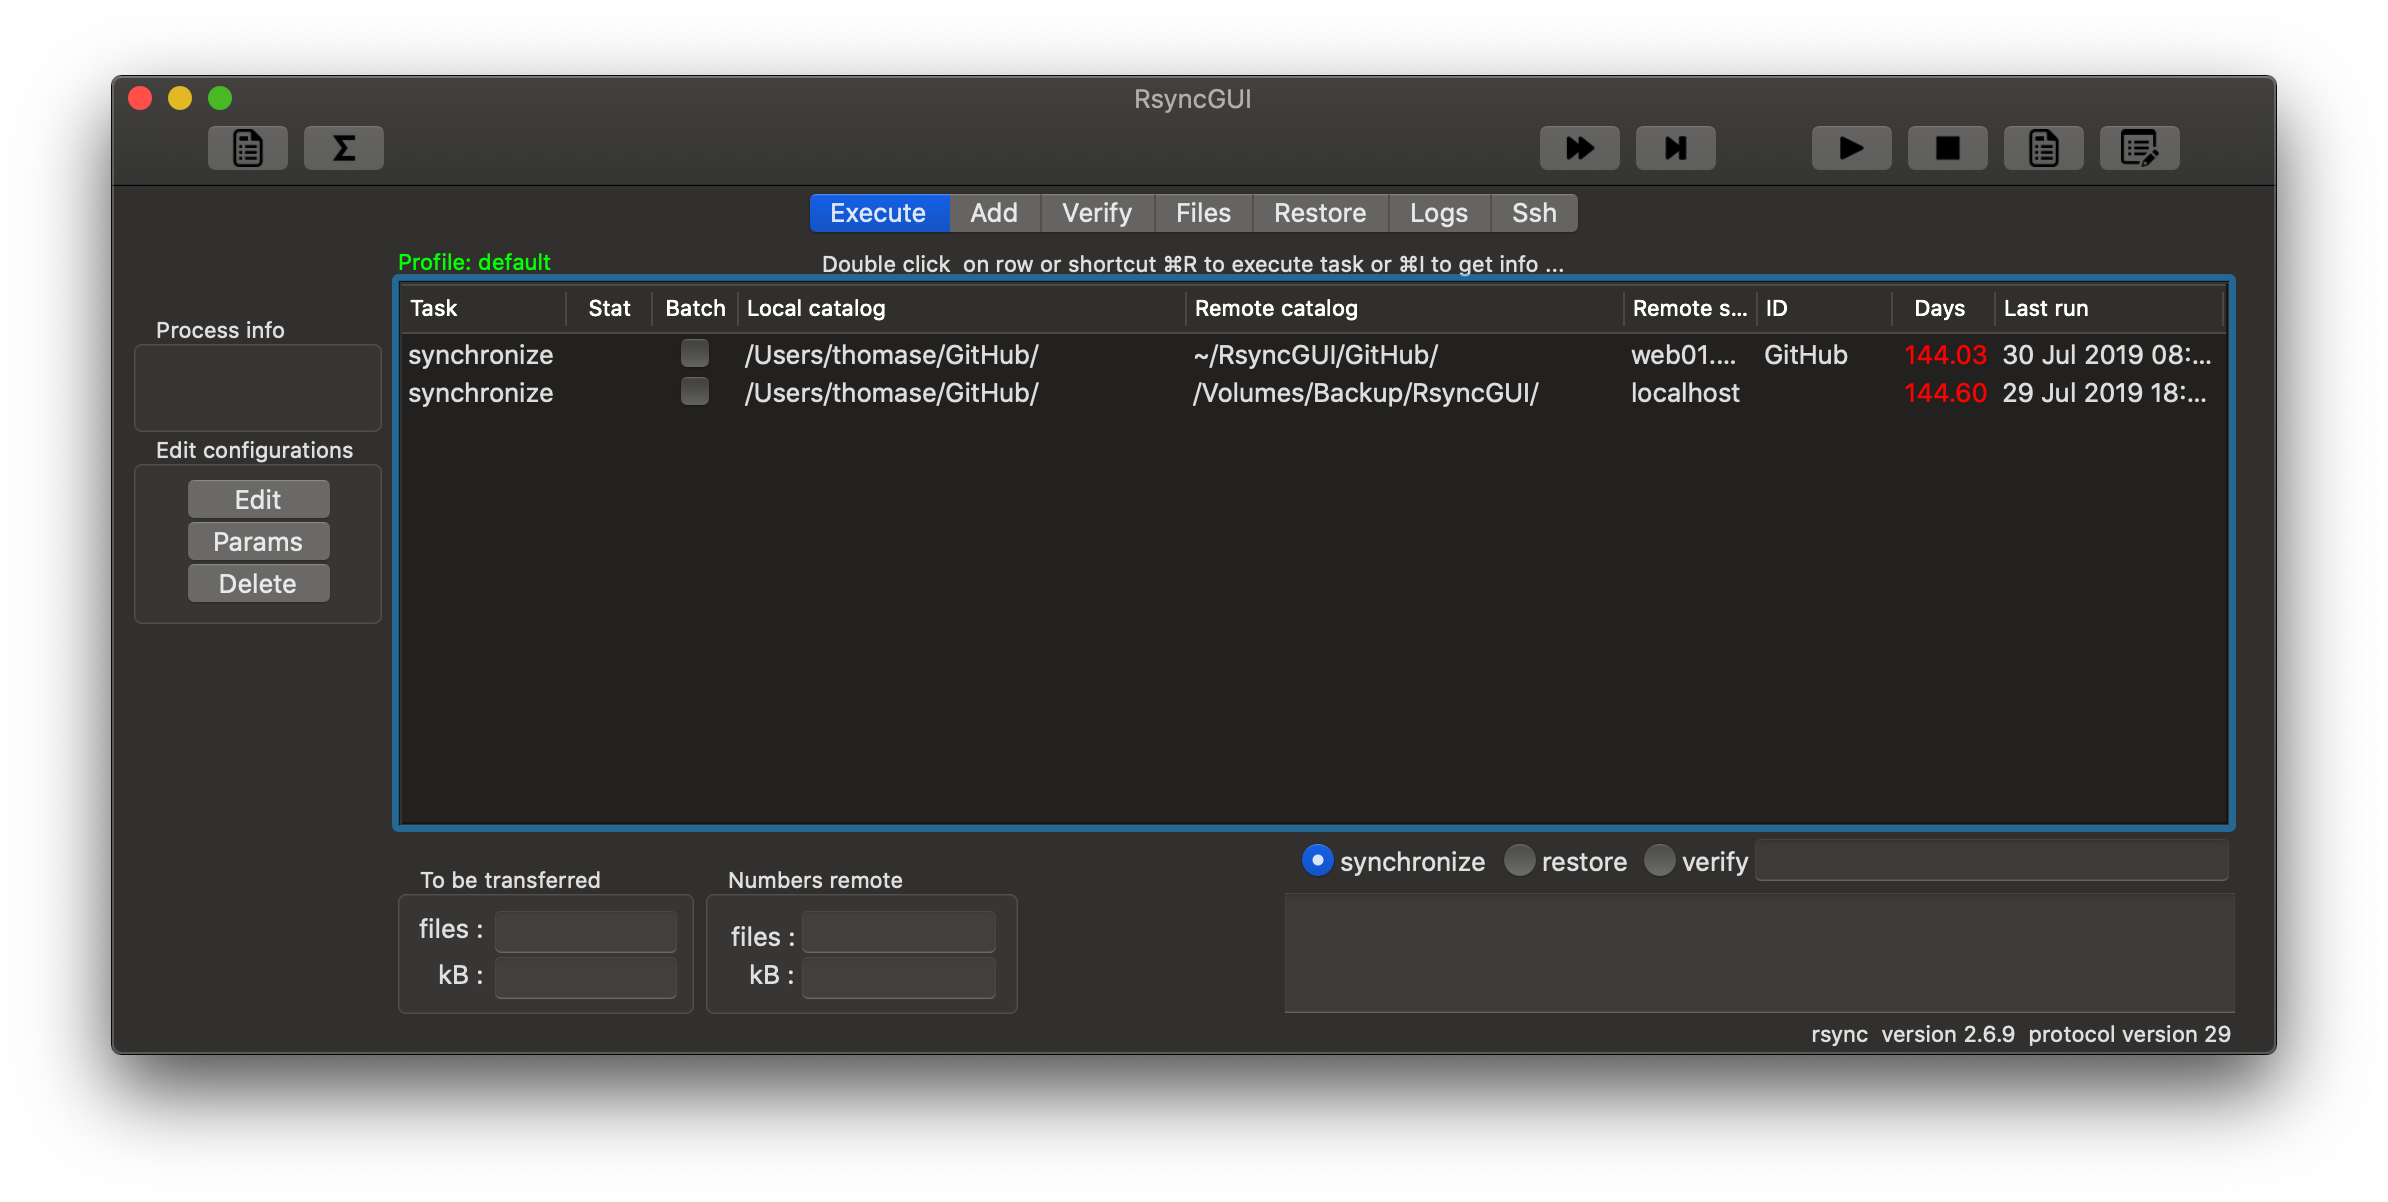 RsyncGUI
Execute Add Verify Files Restore Logs Ssh
Profile: default
Double click  on row or shortcut ⌘R to execute task or ⌘I to get info ...
Task Stat Batch Local catalog Remote catalog Remote s... ID Days Last run
synchronize /Users/thomase/GitHub/ ~/RsyncGUI/GitHub/ web01.... GitHub 144.03 30 Jul 2019 08:...
synchronize /Users/thomase/GitHub/ /Volumes/Backup/RsyncGUI/ localhost 144.60 29 Jul 2019 18:...
Process info
Edit configurations
Edit
Params
Delete
synchronize restore verify
To be transferred
files :
kB :
Numbers remote
files :
kB :
rsync  version 2.6.9  protocol version 29